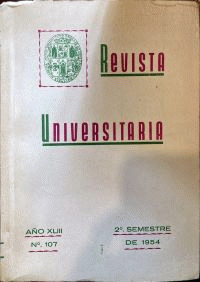 REVISTA
UNIVERSITARIA
AÑO XLIII
Nº. 107
2º. SEMESTRE
DE 1954